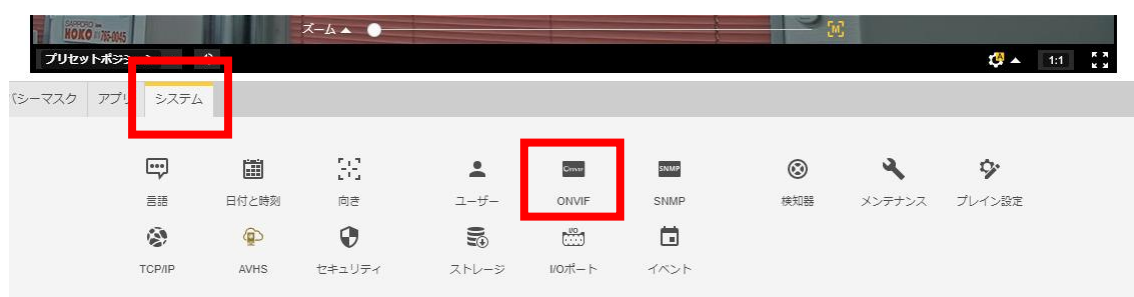 SAPPORO
HOKO 765-0045
ズーム
[M]
プリセットポジション
A
1:1
バシーマスク アプリ システム
言語 日付と時刻 向き ユーザー ONVIF SNMP 検知器 メンテナンス プレイン設定
TCP/IP AVHS セキュリティ ストレージ I/Oポート イベント